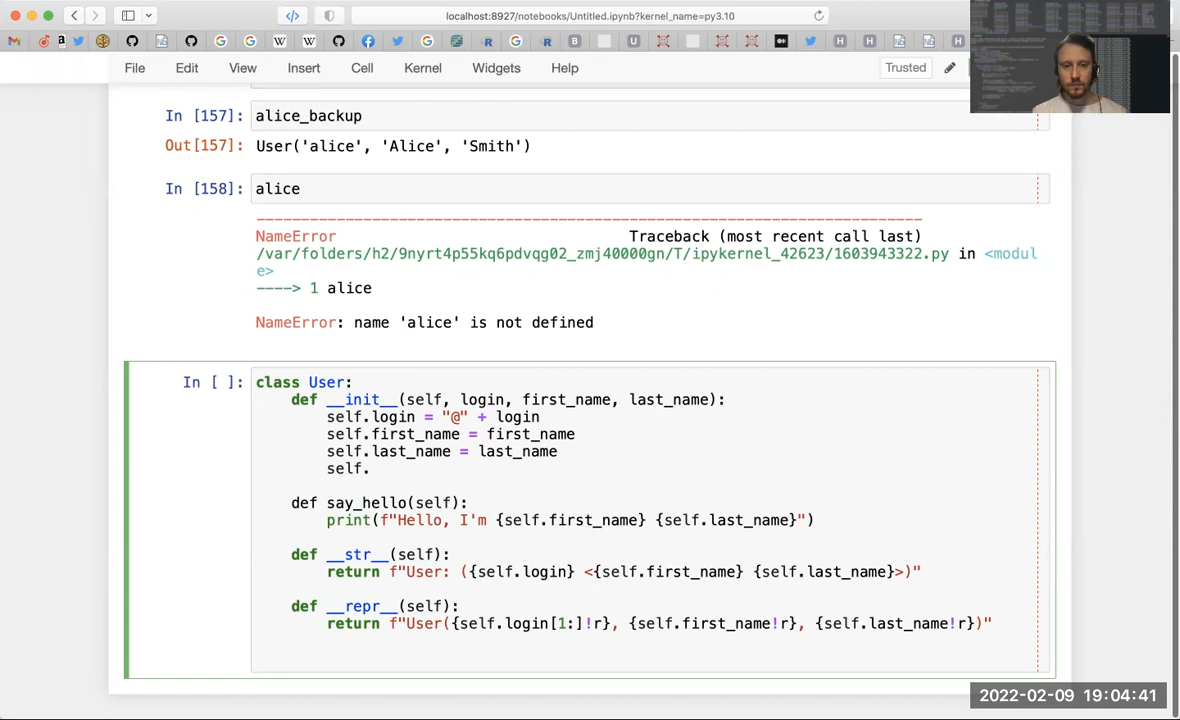 localhost:8927/notebooks/Untitled.ipynb?kernel_name=py3.10
File Edit View Insert Cell Kernel Widgets Help Trusted
In [157]: alice_backup
Out[157]: User('alice', 'Alice', 'Smith')
In [158]: alice
NameError Traceback (most recent call last)
/var/folders/h2/9nyrt4p55kq6pdvqg02_zmj40000gn/T/ipykernel_42623/1603943322.py in <modul
e>
----> 1 alice
NameError: name 'alice' is not defined
In [ ]: class User:
def __init__(self, login, first_name, last_name):
self.login = "@" + login
self.first_name = first_name
self.last_name = last_name
self.
def say_hello(self):
print(f"Hello, I'm {self.first_name} {self.last_name}")
def __str__(self):
return f"User: ({self.login} <{self.first_name} {self.last_name}>)"
def __repr__(self):
return f"User({self.login[1:]!r}, {self.first_name!r}, {self.last_name!r})"
2022-02-09 19:04:41